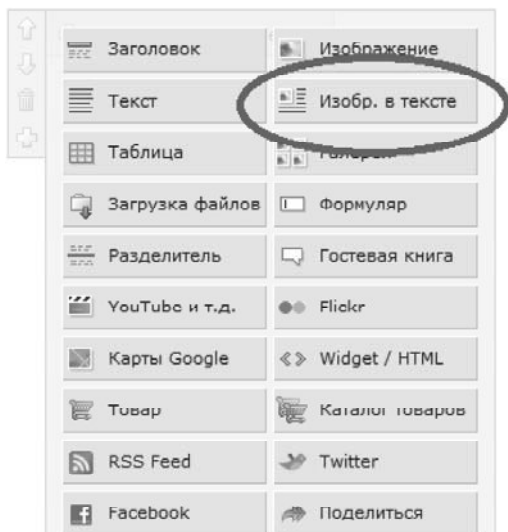 Заголовок Изображение
Текст Изобр. в тексте
Таблица Галерея
Загрузка файлов Формуляр
Разделитель Гостевая книга
YouTube и т.д. Flickr
Карты Google Widget / HTML
Товар Каталог товаров
RSS Feed Twitter
Facebook Поделиться